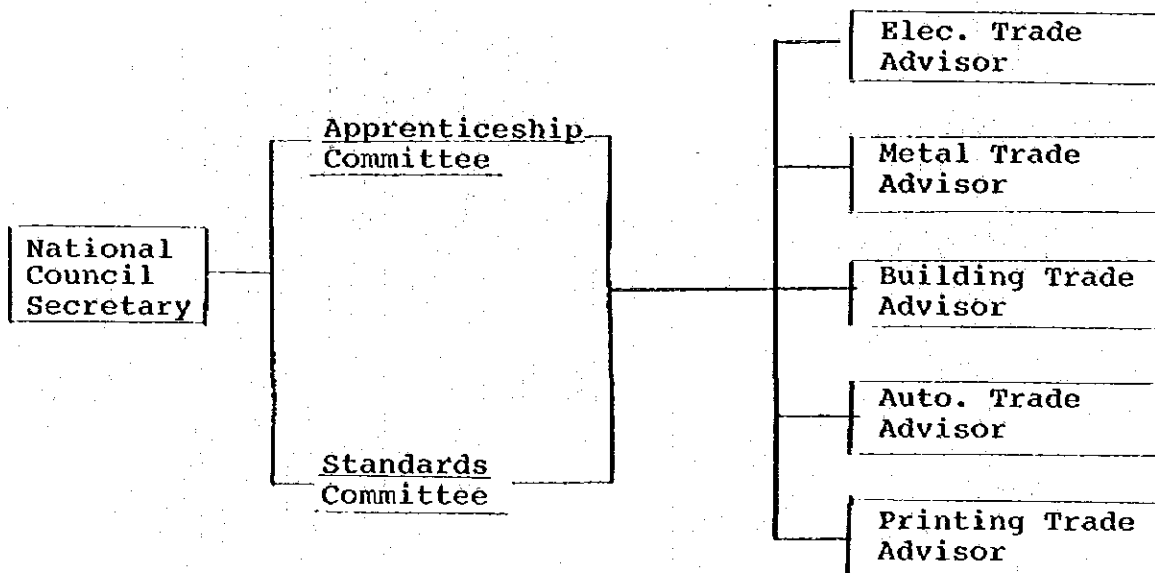 National
Council
Secretary
Apprenticeship
Committee
Standards
Committee
Elec. Trade
Advisor
Metal Trade
Advisor
Building Trade
Advisor
Auto. Trade
Advisor
Printing Trade
Advisor